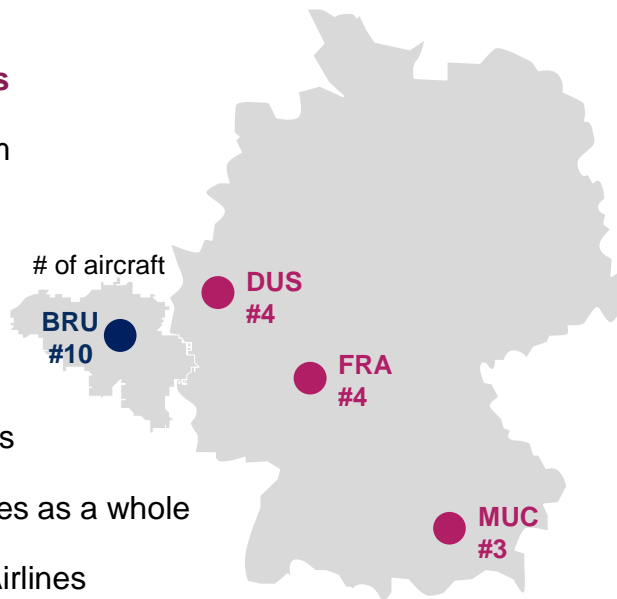 s
# of aircraft
DUS
#4
BRU
#10
FRA
#4
s
es as a whole
MUC
#3
Airlines